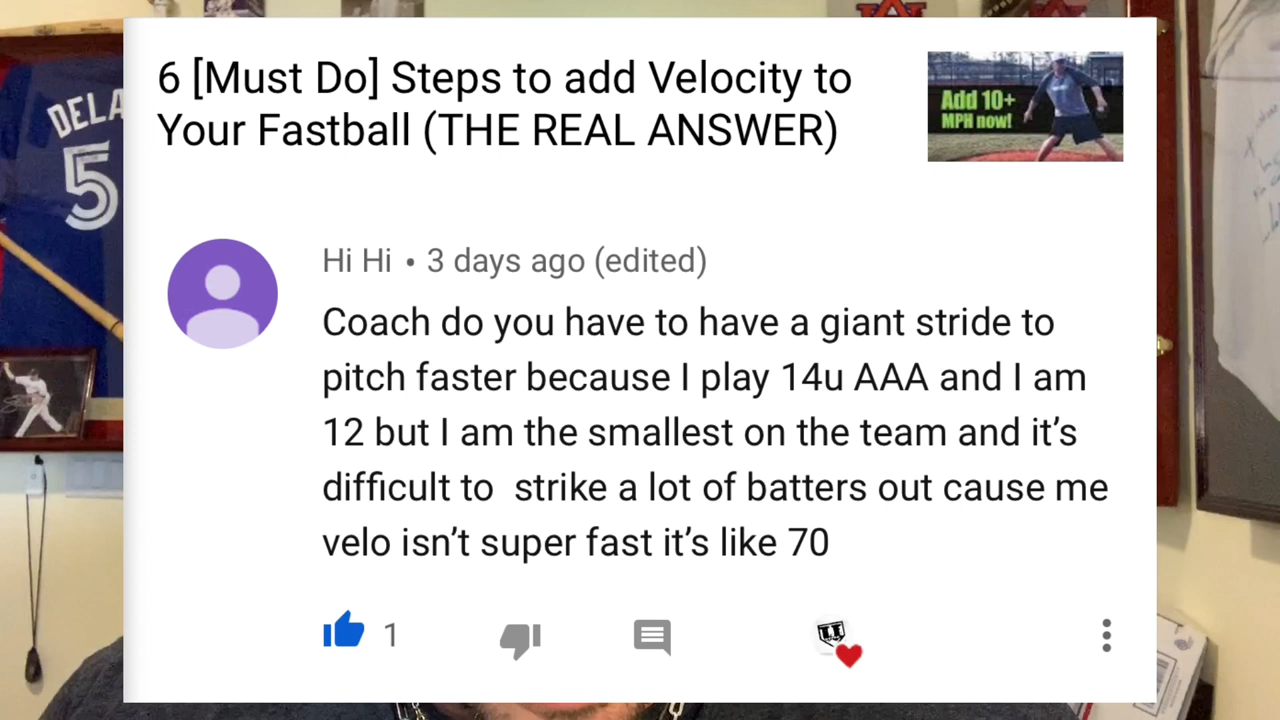 6 [Must Do] Steps to add Velocity to
Your Fastball (THE REAL ANSWER)
Add 10+
MPH now!
DELA
5
Hi Hi • 3 days ago (edited)
Coach do you have to have a giant stride to
pitch faster because I play 14u AAA and I am
12 but I am the smallest on the team and it’s
difficult to  strike a lot of batters out cause me
velo isn’t super fast it’s like 70
1